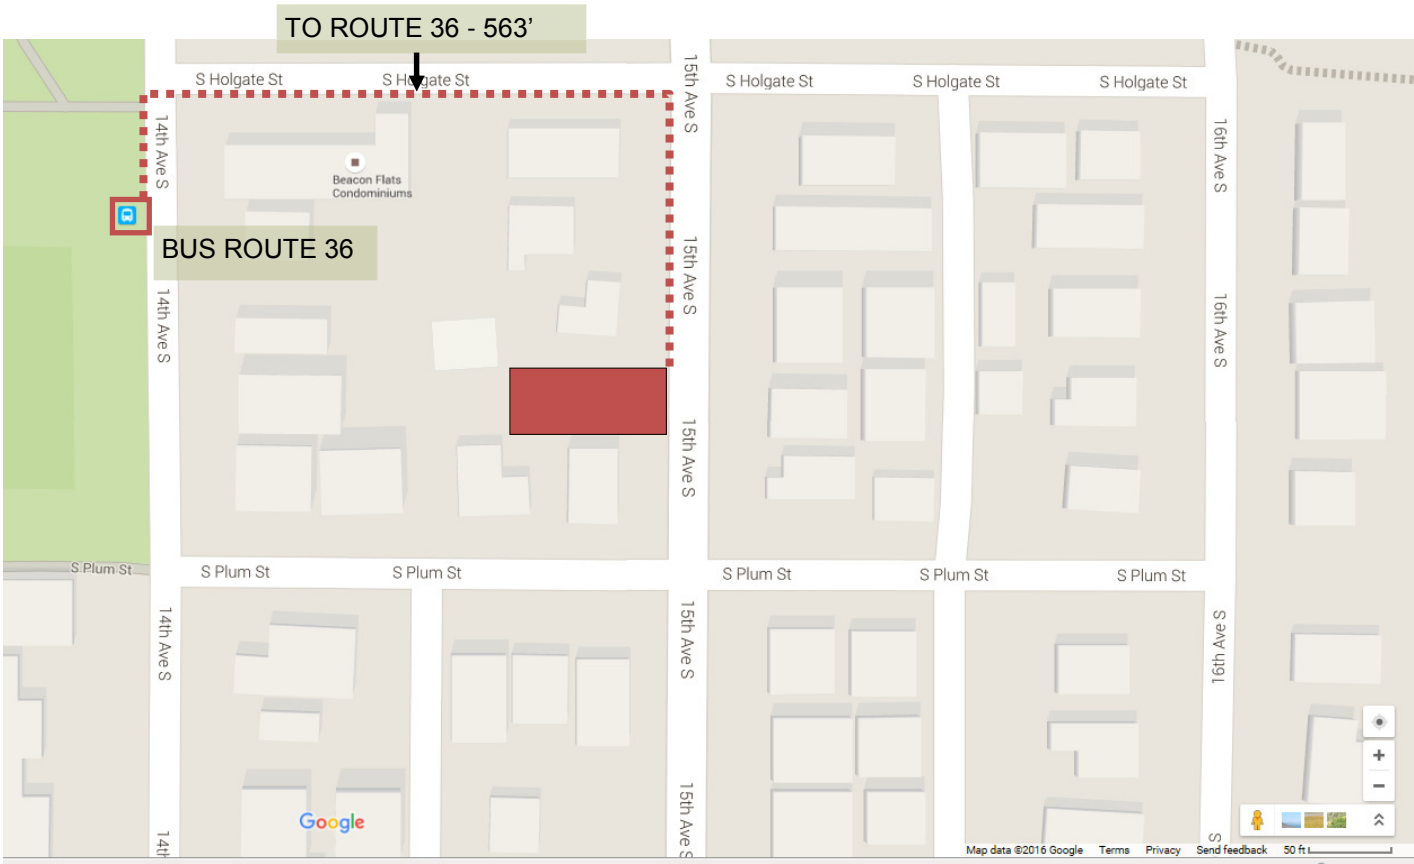 TO ROUTE 36 - 563’
S Holgate St
S Holgate St
15th Ave S
S Holgate St
S Holgate St
S Holgate St
14th Ave S
16th Ave S
Beacon Flats
Condominiums
BUS ROUTE 36
15th Ave S
14th Ave S
16th Ave S
15th Ave S
S Plum St
S Plum St
S Plum St
S Plum St
S Plum St
S Plum St
14th Ave S
15th Ave S
16th Ave S
15th Ave S
Google
14th
S
Map data ©2016 Google
Terms
Privacy
Send feedback
50 ft